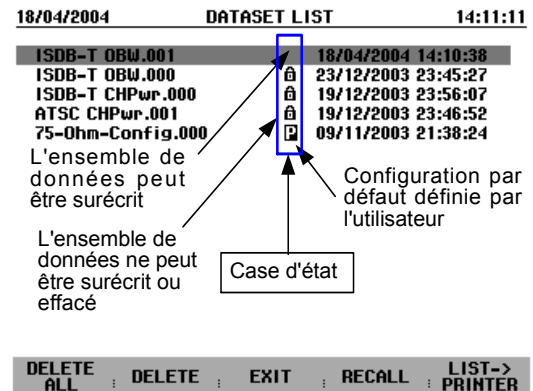 18/04/2004 DATASET LIST 14:11:11
ISDB-T OBW.001 18/04/2004 14:10:38
ISDB-T OBW.000 23/12/2003 23:45:27
ISDB-T CHPwr.000 19/12/2003 23:56:07
ATSC CHPwr.001 19/12/2003 23:46:52
75-Ohm-Config.000 P 09/11/2003 21:38:24
L'ensemble de
données peut
être surécrit
Configuration par
défaut définie par
l'utilisateur
L'ensemble de
données ne peut
être surécrit ou
effacé
Case d'état
DELETE ALL DELETE EXIT RECALL LIST-> PRINTER